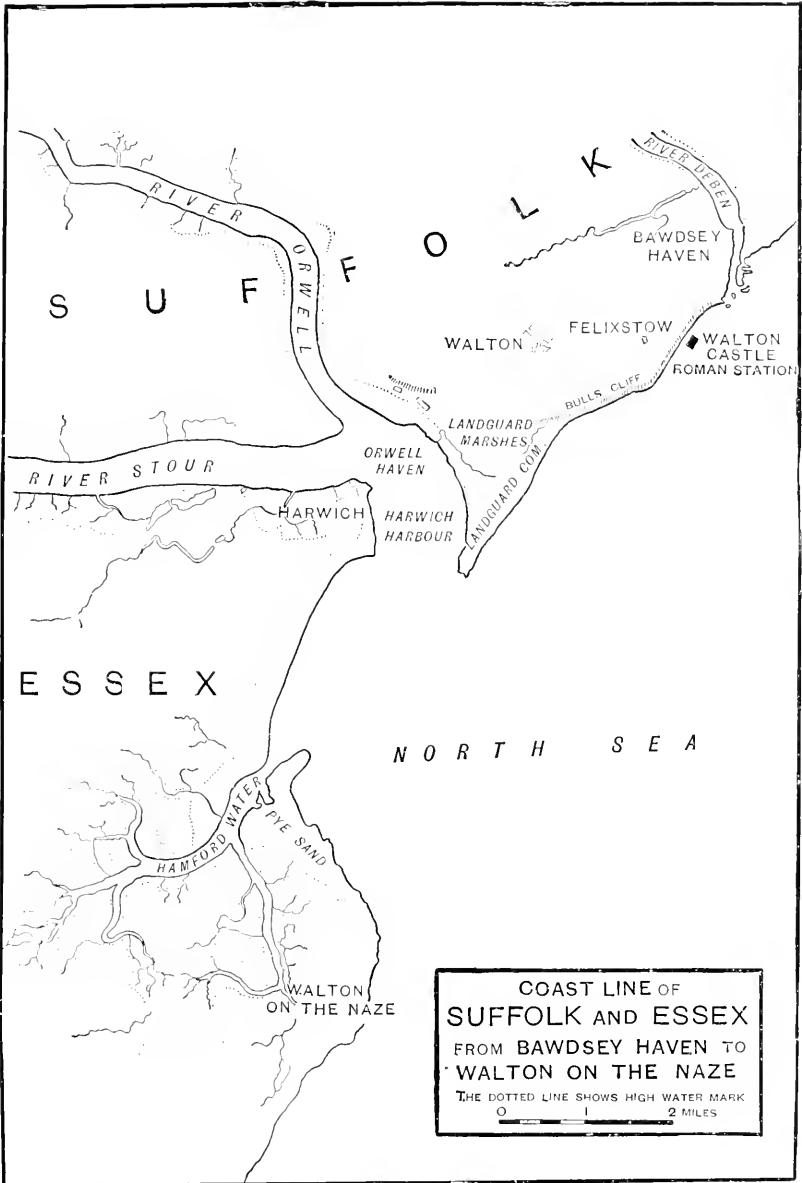 SUFFOLK
RIVER DEBEN
RIVER ORWELL
BAWDSEY
HAVEN
FELIXSTOW
WALTON
WALTON
CASTLE
ROMAN STATION
BULLS CLIFF
LANDGUARD
MARSHES
LANDGUARD COM
ORWELL
HAVEN
RIVER STOUR
HARWICH
HARWICH
HARBOUR
ESSEX
NORTH SEA
HAMFORD WATER
PYE SAND
WALTON
ON THE NAZE
COAST LINE OF
SUFFOLK AND ESSEX
FROM BAWDSEY HAVEN TO
WALTON ON THE NAZE
THE DOTTED LINE SHOWS HIGH WATER MARK
0 1 2 MILES